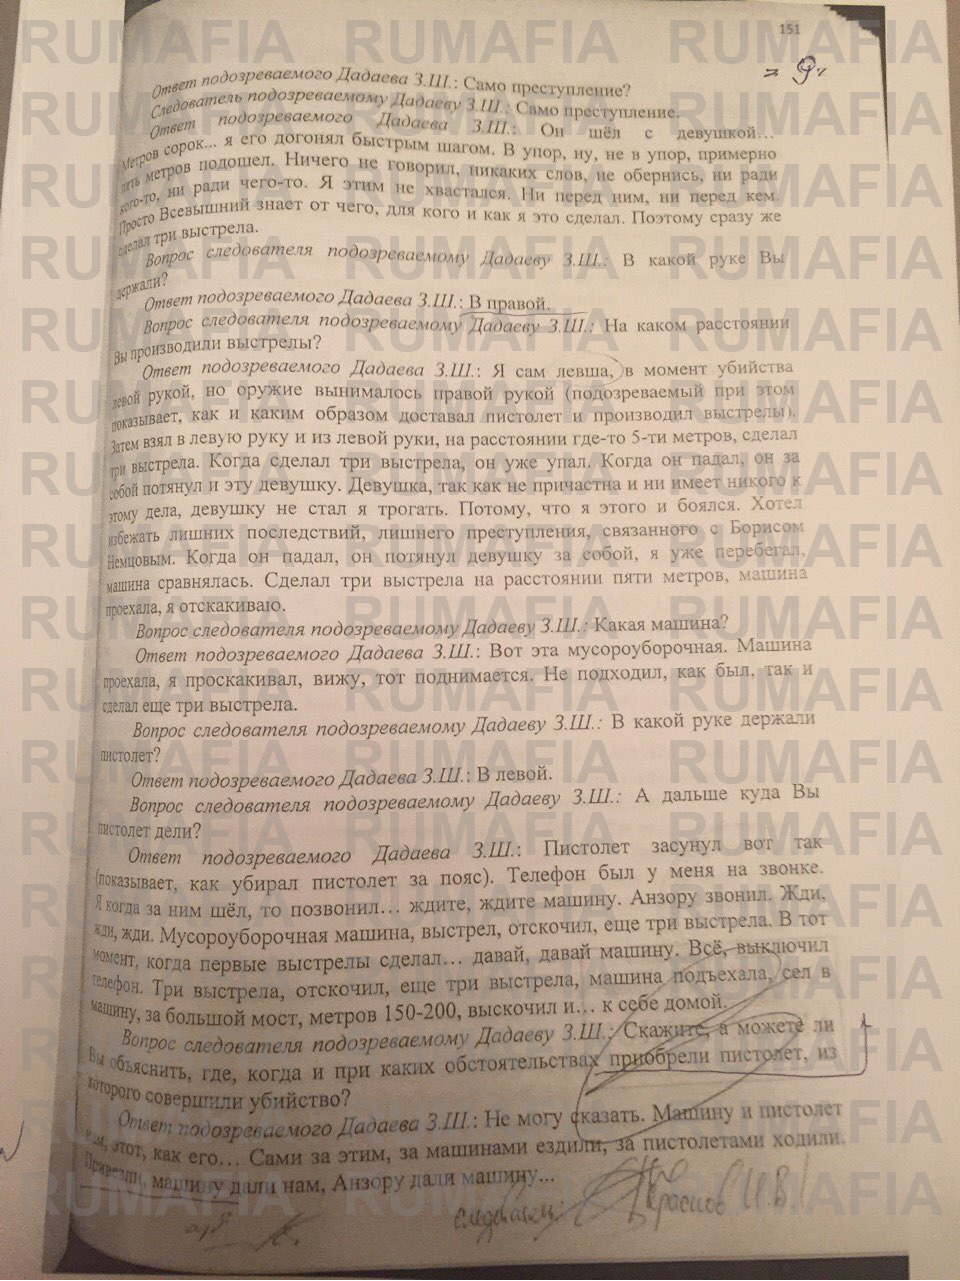 151
Ответ подозреваемого Дадаева З.Ш.: Само преступление?
Следователь подозреваемому Дадаеву З.Ш.: Само преступление.
Ответ подозреваемого Дадаева З.Ш.: Он шёл с девушкой…
Метров сорок... я его догонял быстрым шагом. В упор, ну, не в упор, примерно
пять метров подошел. Ничего не говорил, никаких слов, не обернись, ни ради
кого-то, ни ради чего-то. Я этим не хвастался. Ни перед ним, ни перед кем.
Просто Всевышний знает от чего, для кого и как я это сделал. Поэтому сразу же
сделал три выстрела.
Вопрос следователя подозреваемому Дадаеву З.Ш.: В какой руке Вы
держали?
Ответ подозреваемого Дадаева З.Ш.: В правой.
Вопрос следователя подозреваемому Дадаеву З.Ш.: На каком расстоянии
Вы производили выстрелы?
Ответ подозреваемого Дадаева З.Ш.: Я сам левша, в момент убийства
левой рукой, но оружие вынималось правой рукой (подозреваемый при этом
показывает, как и каким образом доставал пистолет и производил выстрелы).
Затем взял в левую руку и из левой руки, на расстоянии где-то 5-ти метров, сделал
три выстрела. Когда сделал три выстрела, он уже упал. Когда он падал, он за
собой потянул и эту девушку. Девушка, так как не причастна и ни имеет никого к
этому дела, девушку не стал я трогать. Потому, что я этого и боялся. Хотел
избежать лишних последствий, лишнего преступления, связанного с Борисом
Немцовым. Когда он падал, он потянул девушку за собой, я уже перебегал,
машина сравнялась. Сделал три выстрела на расстоянии пяти метров, машина
проехала, я отскакиваю.
Вопрос следователя подозреваемому Дадаеву З.Ш.: Какая машина?
Ответ подозреваемого Дадаева З.Ш.: Вот эта мусороуборочная. Машина
проехала, я проскакивал, вижу, тот поднимается. Не подходил, как был, так и
сделал еще три выстрела.
Вопрос следователя подозреваемому Дадаеву З.Ш.: В какой руке держали
пистолет?
Ответ подозреваемого Дадаева З.Ш.: В левой.
Вопрос следователя подозреваемому Дадаеву З.Ш.: А дальше куда Вы
пистолет дели?
Ответ подозреваемого Дадаева З.Ш.: Пистолет засунул вот так
(показывает, как убирал пистолет за пояс). Телефон был у меня на звонке.
Я когда за ним шёл, то позвонил… ждите, ждите машину. Анзору звонил. Жди,
жди, жди. Мусороуборочная машина, выстрел, отскочил, еще три выстрела. В тот
момент, когда первые выстрелы сделал… давай, давай машину. Всё, выключил
телефон. Три выстрела, отскочил, еще три выстрела, машина подъехала, сел в
машину, за большой мост, метров 150-200, выскочил и… к себе домой.
Вопрос следователя подозреваемому Дадаеву З.Ш.: Скажите, а можете ли
Вы объяснить, где, когда и при каких обстоятельствах приобрели пистолет, из
которого совершили убийство?
Ответ подозреваемого Дадаева З.Ш.: Не могу сказать. Машину и пистолет
нам, этот, как его… Сами за этим, за машинами ездили, за пистолетами ходили.
Привезли, машину дали нам, Анзору дали машину...
следователь: Краснов И.В.